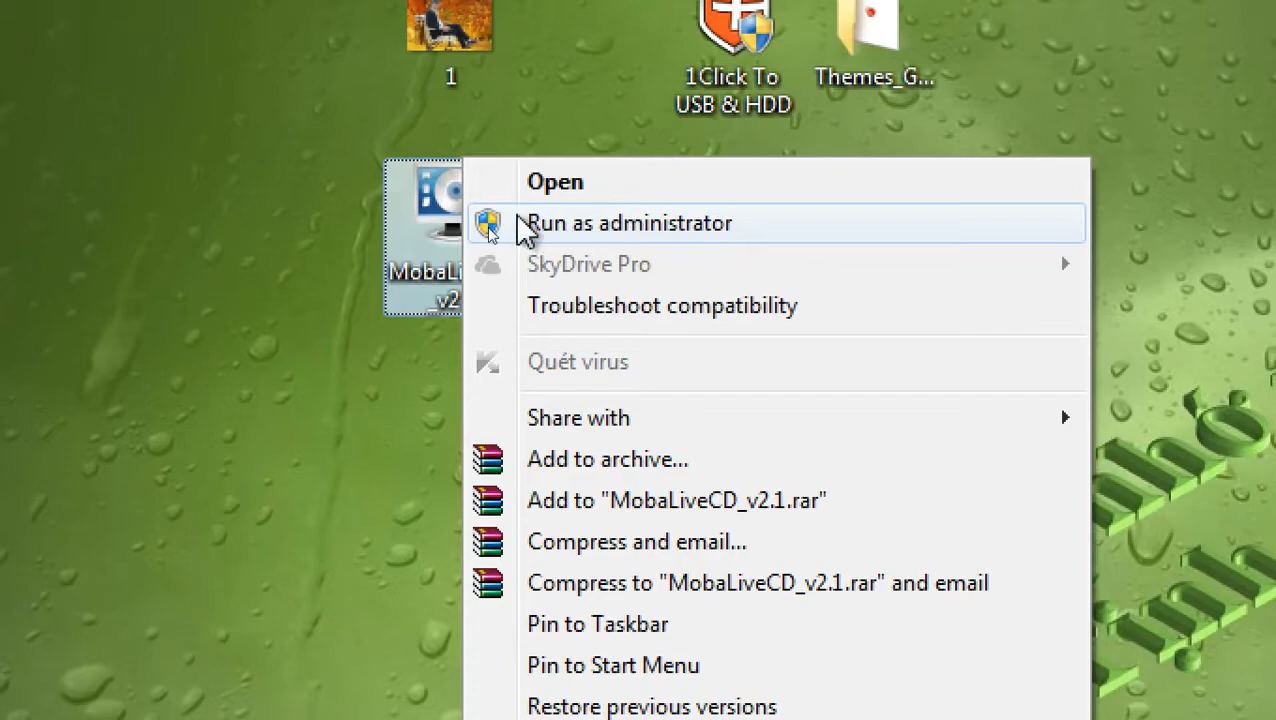 1
1Click To
USB & HDD
Themes_G...
MobaLi
_v2
Open
Run as administrator
SkyDrive Pro
Troubleshoot compatibility
Quét virus
Share with
Add to archive...
Add to "MobaLiveCD_v2.1.rar"
Compress and email...
Compress to "MobaLiveCD_v2.1.rar" and email
Pin to Taskbar
Pin to Start Menu
Restore previous versions